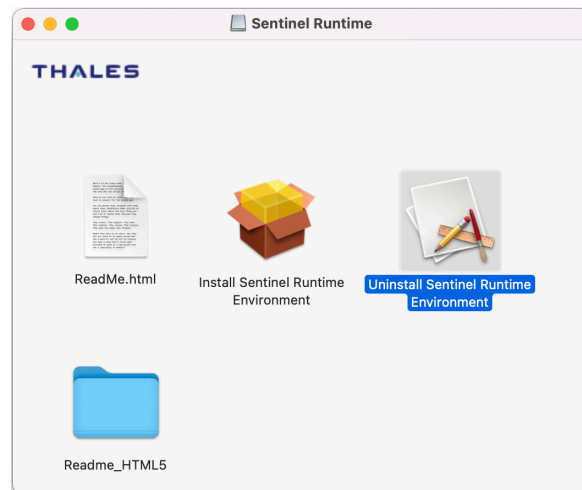 Sentinel Runtime
THALES
ReadMe.html
Install Sentinel Runtime
Environment
Uninstall Sentinel Runtime
Environment
Readme_HTML5